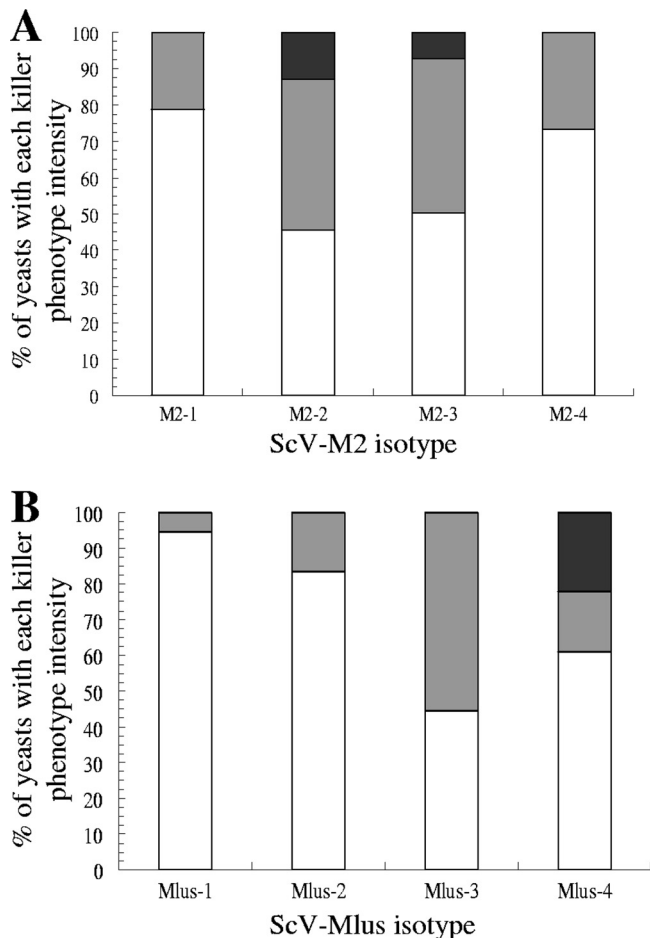 A
% of yeasts with each killer
phenotype intensity
100
90
80
70
60
50
40
30
20
10
0
M2-1 M2-2 M2-3 M2-4
ScV-M2 isotype
B
% of yeasts with each killer
phenotype intensity
100
90
80
70
60
50
40
30
20
10
0
Mlus-1 Mlus-2 Mlus-3 Mlus-4
ScV-Mlus isotype